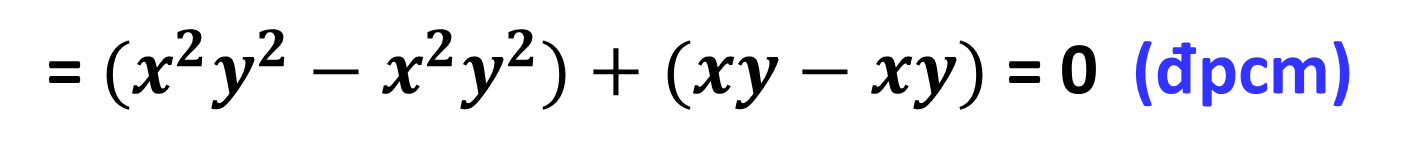 = (x²y² − x²y²) + (xy − xy) = 0 (đpcm)